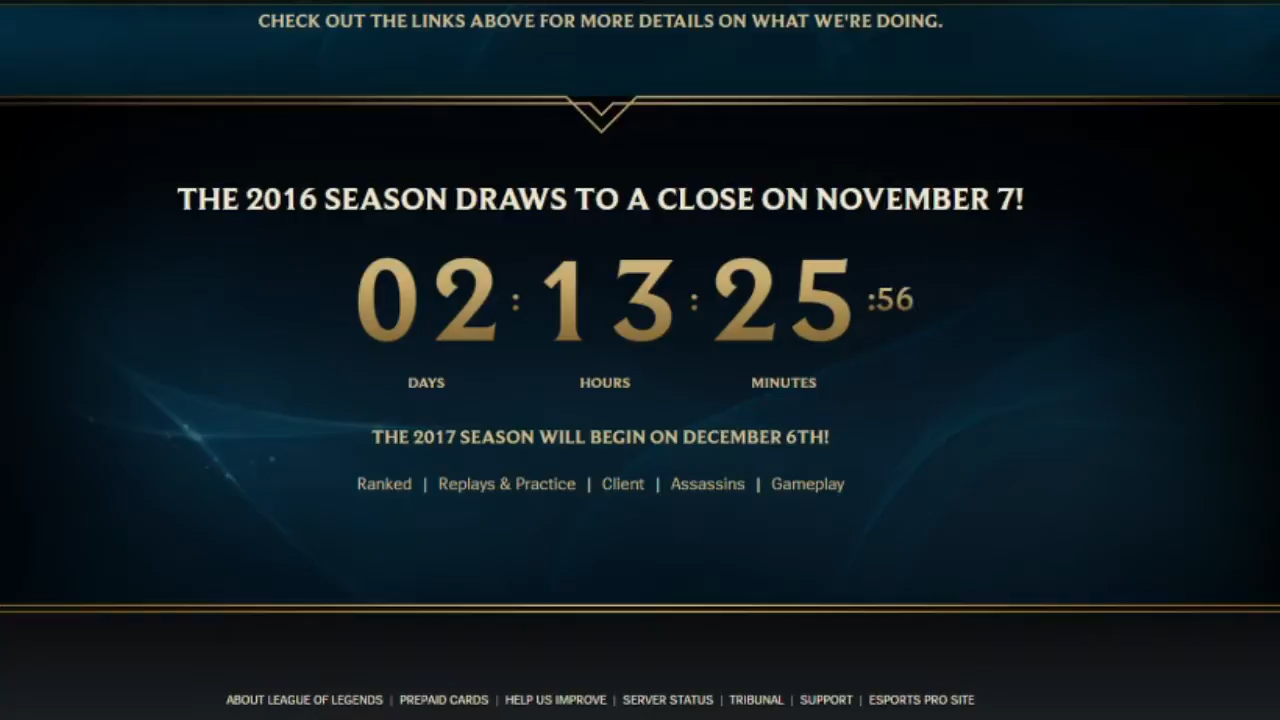 CHECK OUT THE LINKS ABOVE FOR MORE DETAILS ON WHAT WE'RE DOING.
THE 2016 SEASON DRAWS TO A CLOSE ON NOVEMBER 7!
02 : 13 : 25 :56
DAYS HOURS MINUTES
THE 2017 SEASON WILL BEGIN ON DECEMBER 6TH!
Ranked | Replays & Practice | Client | Assassins | Gameplay
ABOUT LEAGUE OF LEGENDS | PREPAID CARDS | HELP US IMPROVE | SERVER STATUS | TRIBUNAL | SUPPORT | ESPORTS PRO SITE